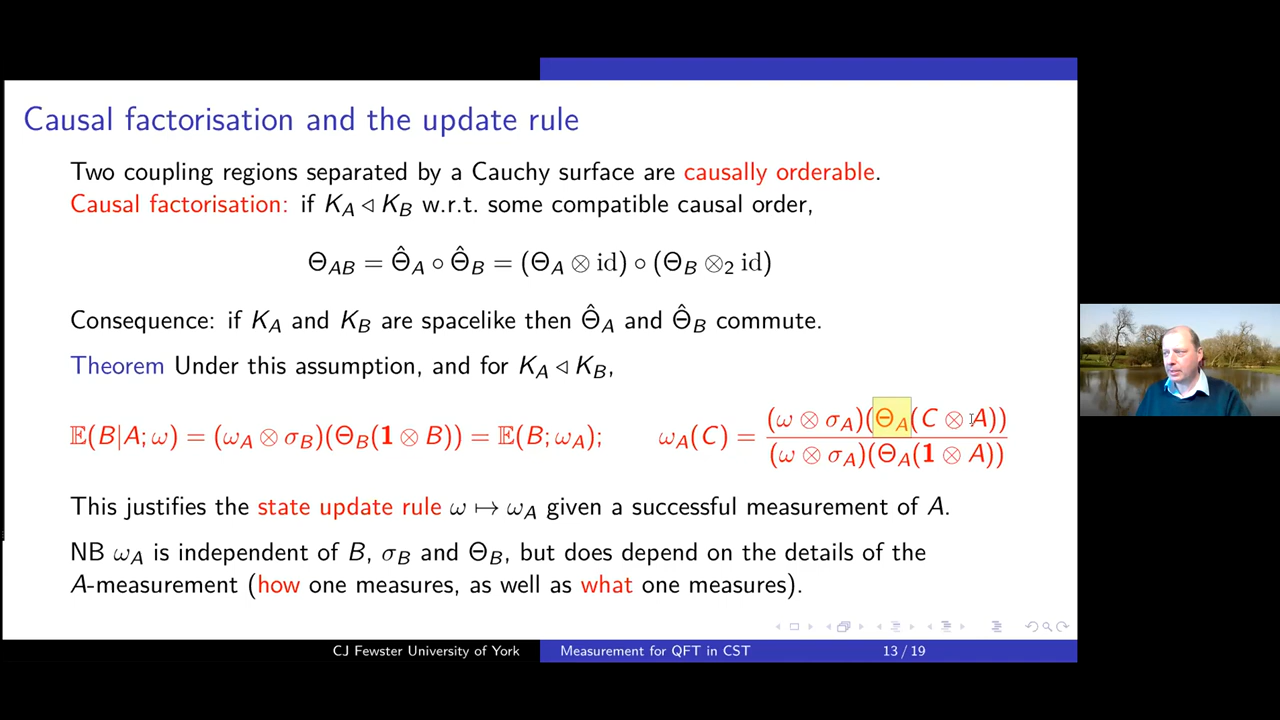 Causal factorisation and the update rule
Two coupling regions separated by a Cauchy surface are causally orderable.
Causal factorisation: if K_A ◁ K_B w.r.t. some compatible causal order,
Θ_AB = Θ̂_A ∘ Θ̂_B = (Θ_A ⊗ id) ∘ (Θ_B ⊗₂ id)
Consequence: if K_A and K_B are spacelike then Θ̂_A and Θ̂_B commute.
Theorem Under this assumption, and for K_A ◁ K_B,
𝔼(B|A; ω) = (ω_A ⊗ σ_B)(Θ_B(1 ⊗ B)) = 𝔼(B; ω_A); ω_A(C) = (ω ⊗ σ_A)(Θ_A(C ⊗ A)) / (ω ⊗ σ_A)(Θ_A(1 ⊗ A))
This justifies the state update rule ω ↦ ω_A given a successful measurement of A.
NB ω_A is independent of B, σ_B and Θ_B, but does depend on the details of the
A-measurement (how one measures, as well as what one measures).
CJ Fewster University of York Measurement for QFT in CST 13 / 19